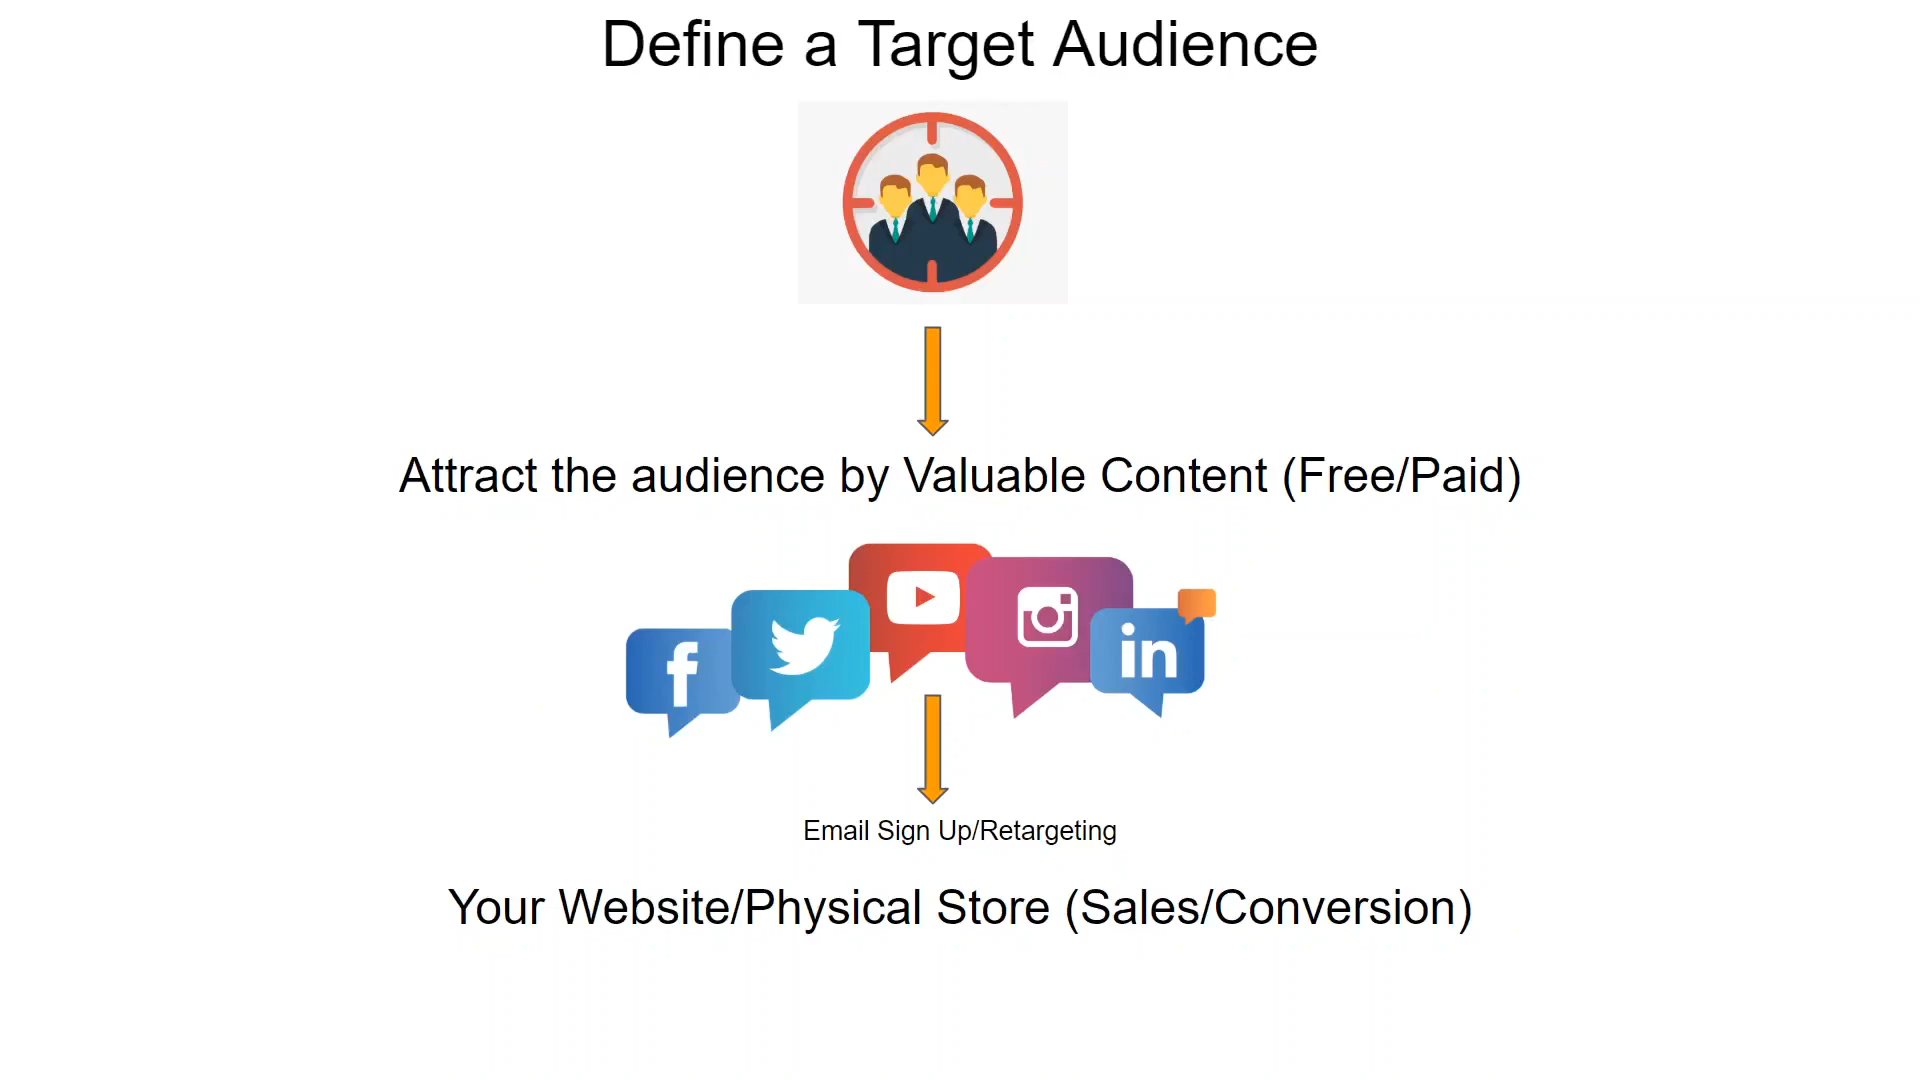 Define a Target Audience
Attract the audience by Valuable Content (Free/Paid)
f
in
Email Sign Up/Retargeting
Your Website/Physical Store (Sales/Conversion)